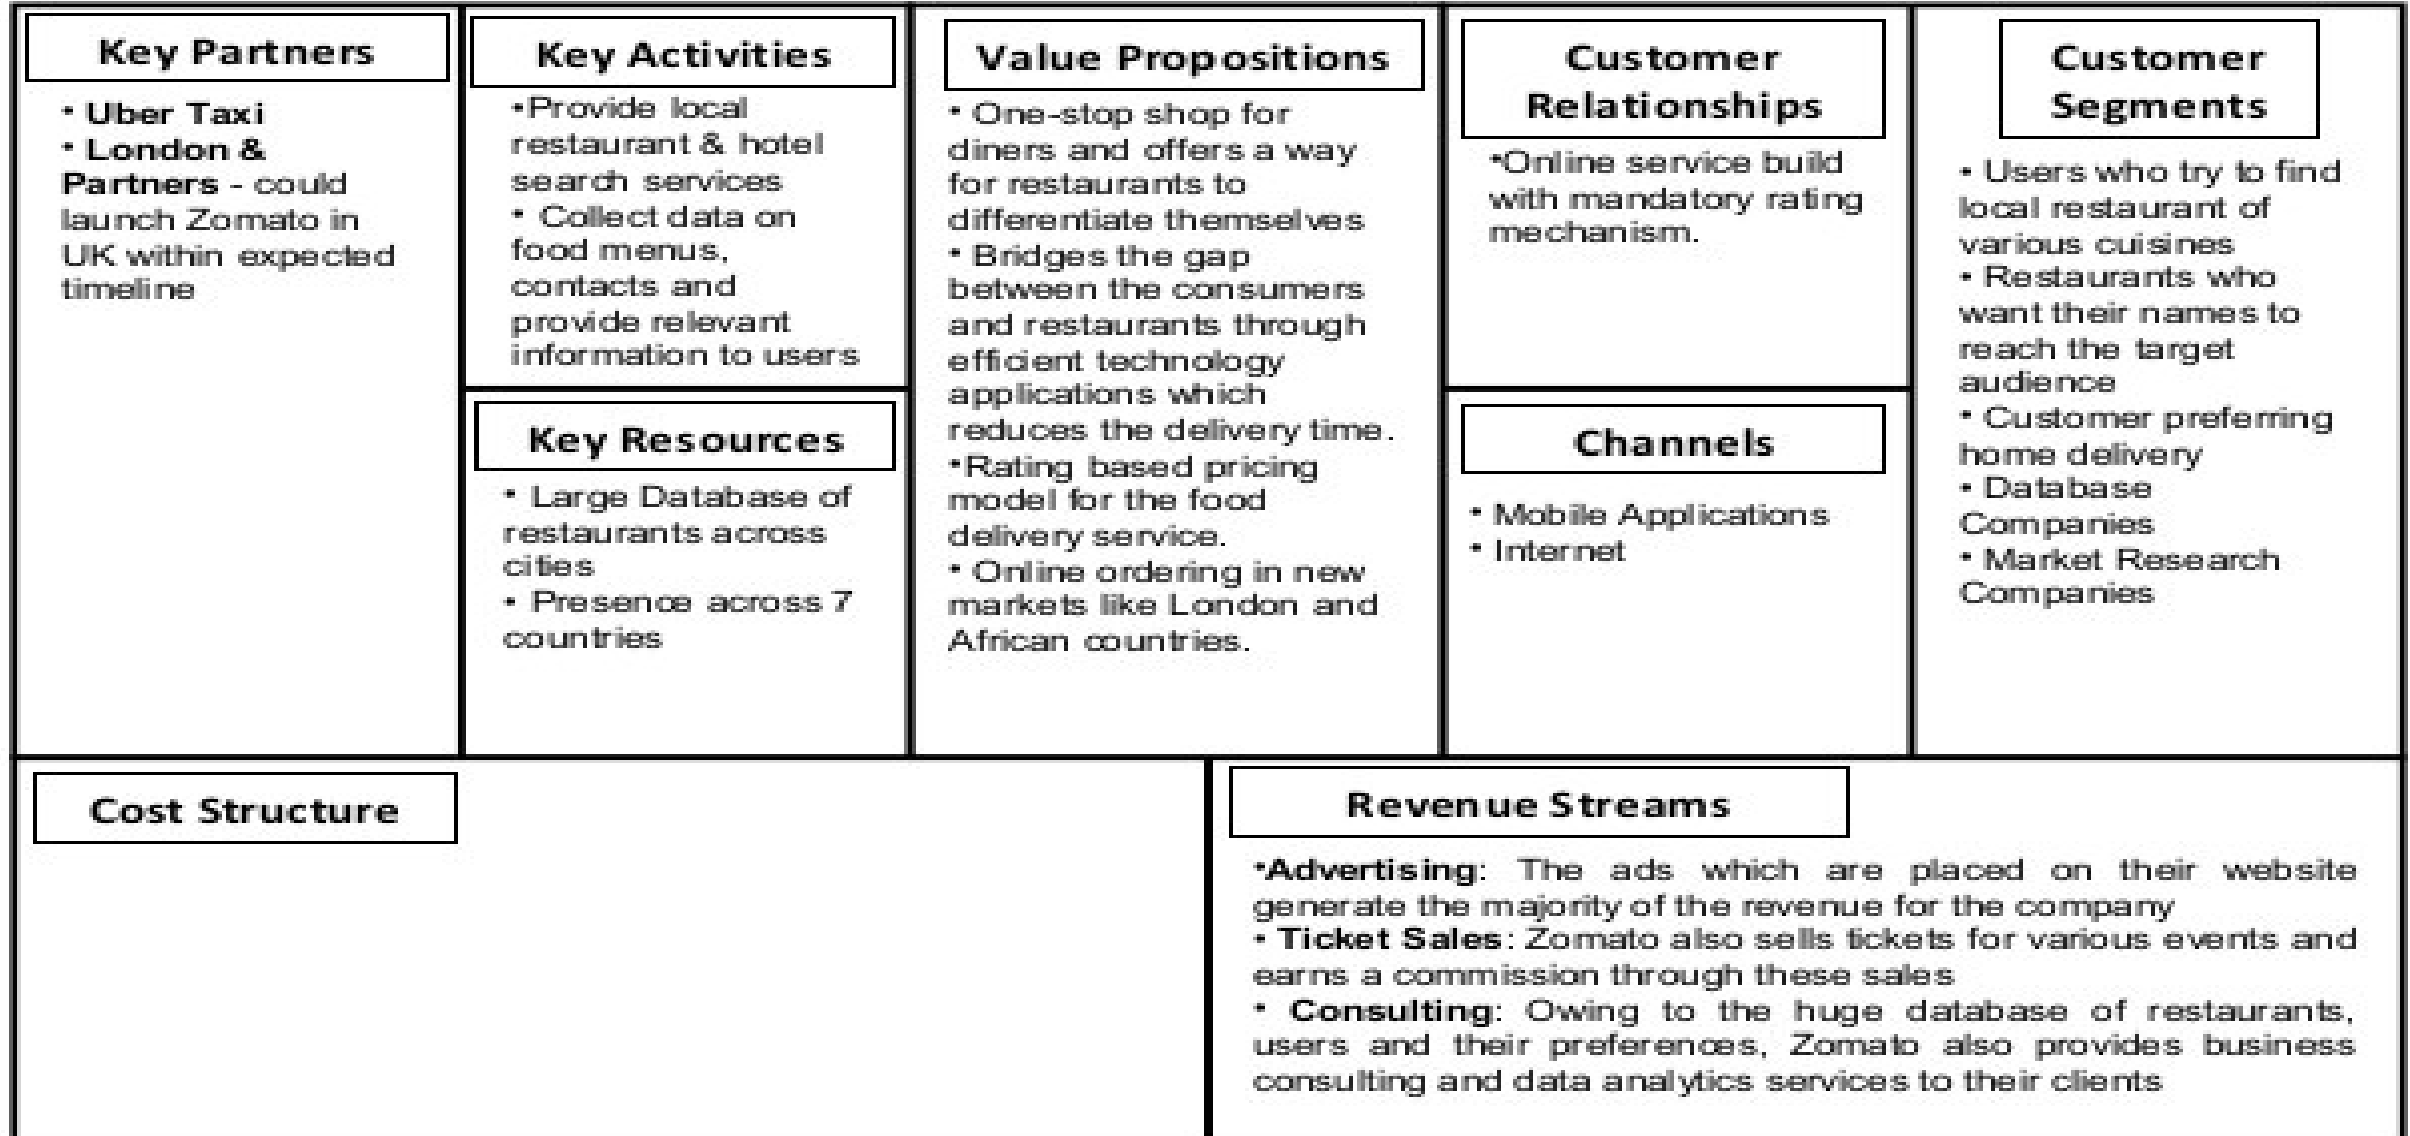 Key Partners
• Uber Taxi
• London &
Partners - could
launch Zomato in
UK within expected
timeline
Key Activities
•Provide local
restaurant & hotel
search services
• Collect data on
food menus,
contacts and
provide relevant
information to users
Key Resources
• Large Database of
restaurants across
cities
• Presence across 7
countries
Value Propositions
• One-stop shop for
diners and offers a way
for restaurants to
differentiate themselves
• Bridges the gap
between the consumers
and restaurants through
efficient technology
applications which
reduces the delivery time.
•Rating based pricing
model for the food
delivery service.
• Online ordering in new
markets like London and
African countries.
Customer
Relationships
•Online service build
with mandatory rating
mechanism.
Channels
• Mobile Applications
• Internet
Customer
Segments
• Users who try to find
local restaurant of
various cuisines
• Restaurants who
want their names to
reach the target
audience
• Customer preferring
home delivery
• Database
Companies
• Market Research
Companies
Cost Structure
Revenue Streams
•Advertising: The ads which are placed on their website
generate the majority of the revenue for the company
• Ticket Sales: Zomato also sells tickets for various events and
earns a commission through these sales
• Consulting: Owing to the huge database of restaurants,
users and their preferences, Zomato also provides business
consulting and data analytics services to their clients